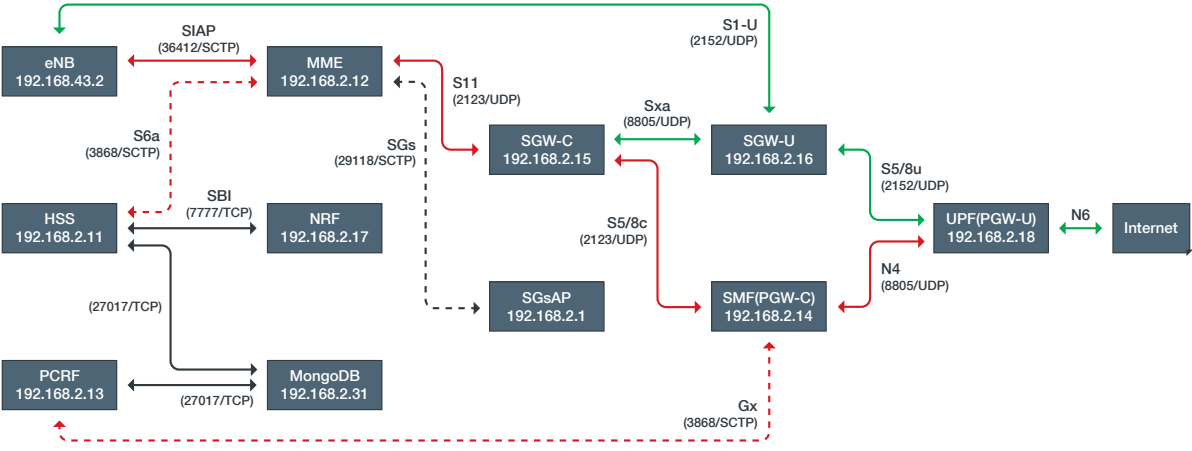 S1-U
(2152/UDP)
SIAP
(36412/SCTP)
eNB
192.168.43.2
MME
192.168.2.12
S11
(2123/UDP)
Sxa
(8805/UDP)
S6a
(3868/SCTP)
SGs
(29118/SCTP)
SGW-C
192.168.2.15
SGW-U
192.168.2.16
S5/8u
(2152/UDP)
SBI
(7777/TCP)
HSS
192.168.2.11
NRF
192.168.2.17
S5/8c
(2123/UDP)
UPF(PGW-U)
192.168.2.18
N6
Internet
N4
(8805/UDP)
(27017/TCP)
SGsAP
192.168.2.1
SMF(PGW-C)
192.168.2.14
PCRF
192.168.2.13
MongoDB
192.168.2.31
(27017/TCP)
Gx
(3868/SCTP)